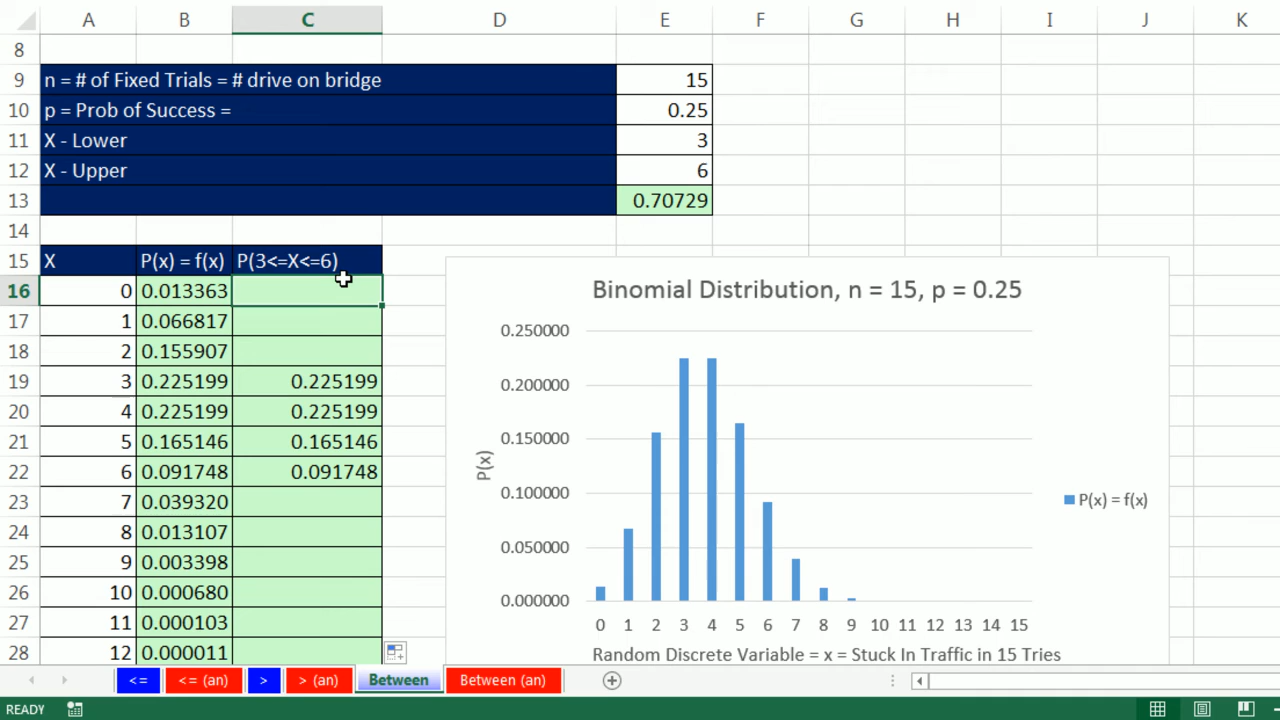 A B C D E F G H I J K
8
9 n = # of Fixed Trials = # drive on bridge 15
10 p = Prob of Success = 0.25
11 X - Lower 3
12 X - Upper 6
13 0.70729
14
15 X P(x) = f(x) P(3<=X<=6)
16 0 0.013363
17 1 0.066817
18 2 0.155907
19 3 0.225199 0.225199
20 4 0.225199 0.225199
21 5 0.165146 0.165146
22 6 0.091748 0.091748
23 7 0.039320
24 8 0.013107
25 9 0.003398
26 10 0.000680
27 11 0.000103
28 12 0.000011
Binomial Distribution, n = 15, p = 0.25
0.250000
0.200000
0.150000
0.100000
0.050000
0.000000
P(x)
0 1 2 3 4 5 6 7 8 9 10 11 12 13 14 15
Random Discrete Variable = x = Stuck In Traffic in 15 Tries
P(x) = f(x)
<= <= (an) > > (an) Between Between (an)
READY